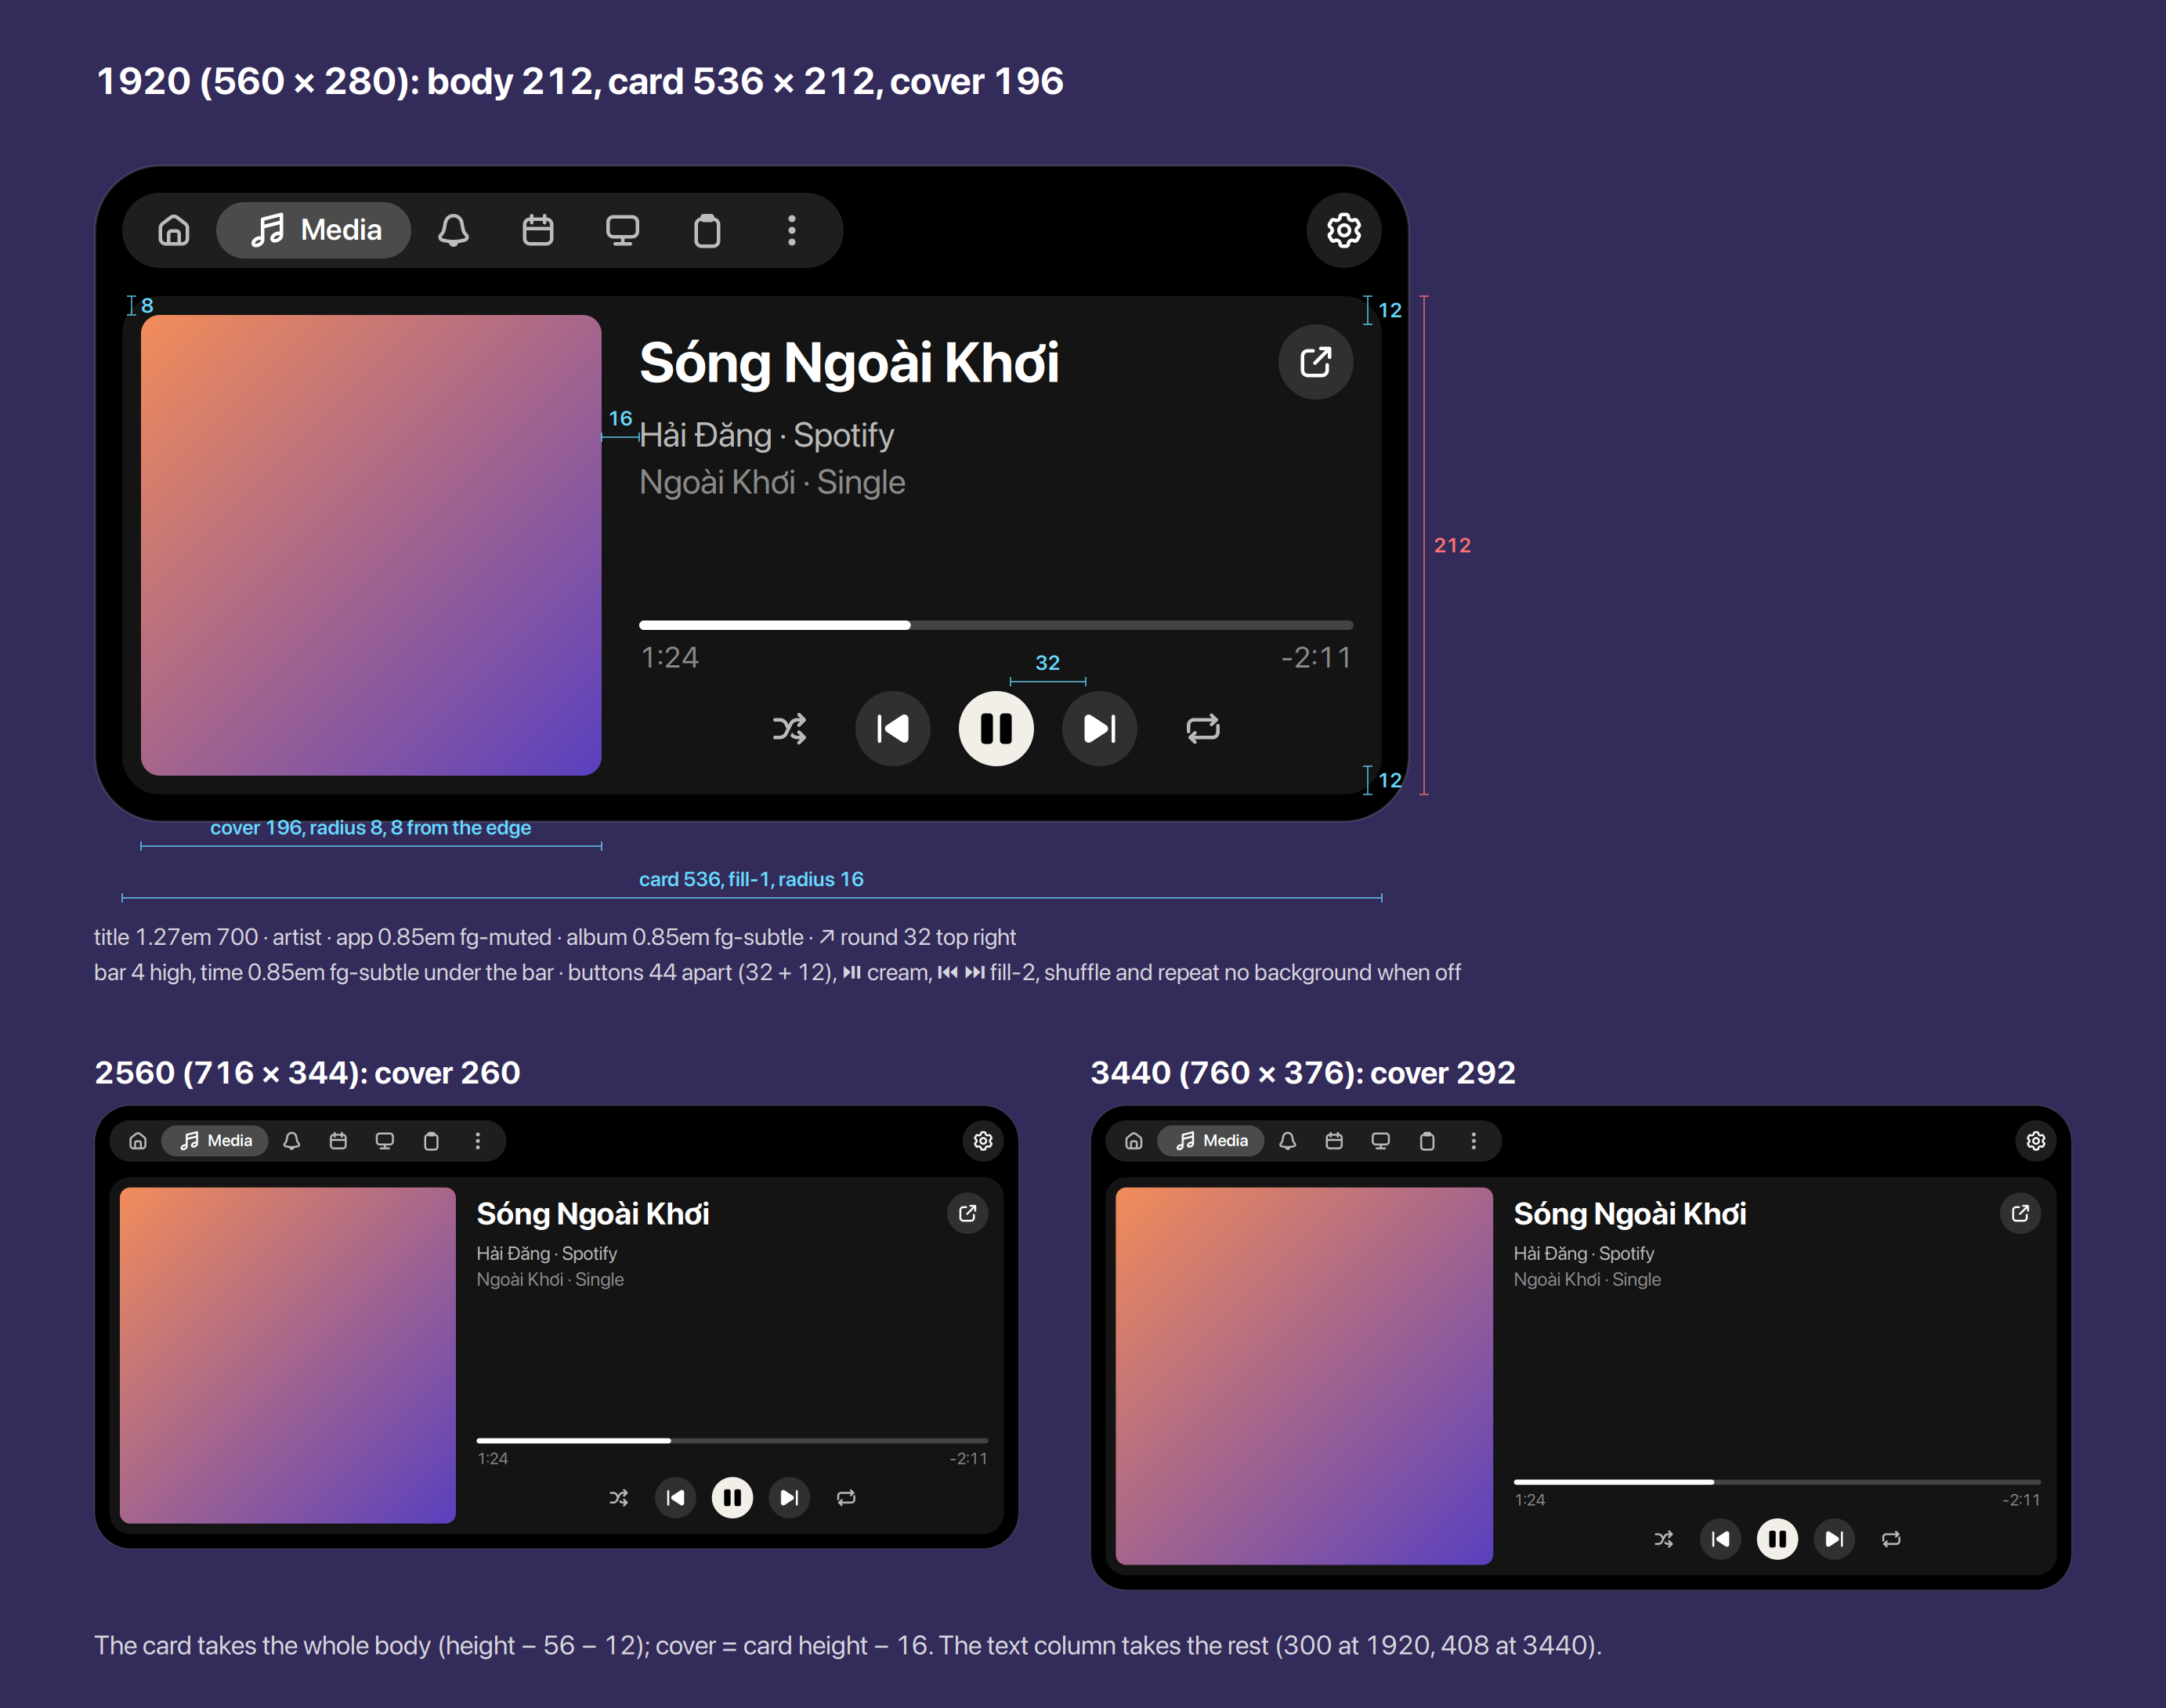 1920 (560 × 280): body 212, card 536 × 212, cover 196
Media
8
12
Sóng Ngoài Khơi
16
Hải Đăng · Spotify
Ngoài Khơi · Single
212
1:24
-2:11
32
12
cover 196, radius 8, 8 from the edge
card 536, fill-1, radius 16
title 1.27em 700 · artist · app 0.85em fg-muted · album 0.85em fg-subtle · ↗ round 32 top right
bar 4 high, time 0.85em fg-subtle under the bar · buttons 44 apart (32 + 12), ⏯ cream, ⏮ ⏭ fill-2, shuffle and repeat no background when off
2560 (716 × 344): cover 260
Media
Sóng Ngoài Khơi
Hải Đăng · Spotify
Ngoài Khơi · Single
1:24
-2:11
3440 (760 × 376): cover 292
Media
Sóng Ngoài Khơi
Hải Đăng · Spotify
Ngoài Khơi · Single
1:24
-2:11
The card takes the whole body (height − 56 − 12); cover = card height − 16. The text column takes the rest (300 at 1920, 408 at 3440).